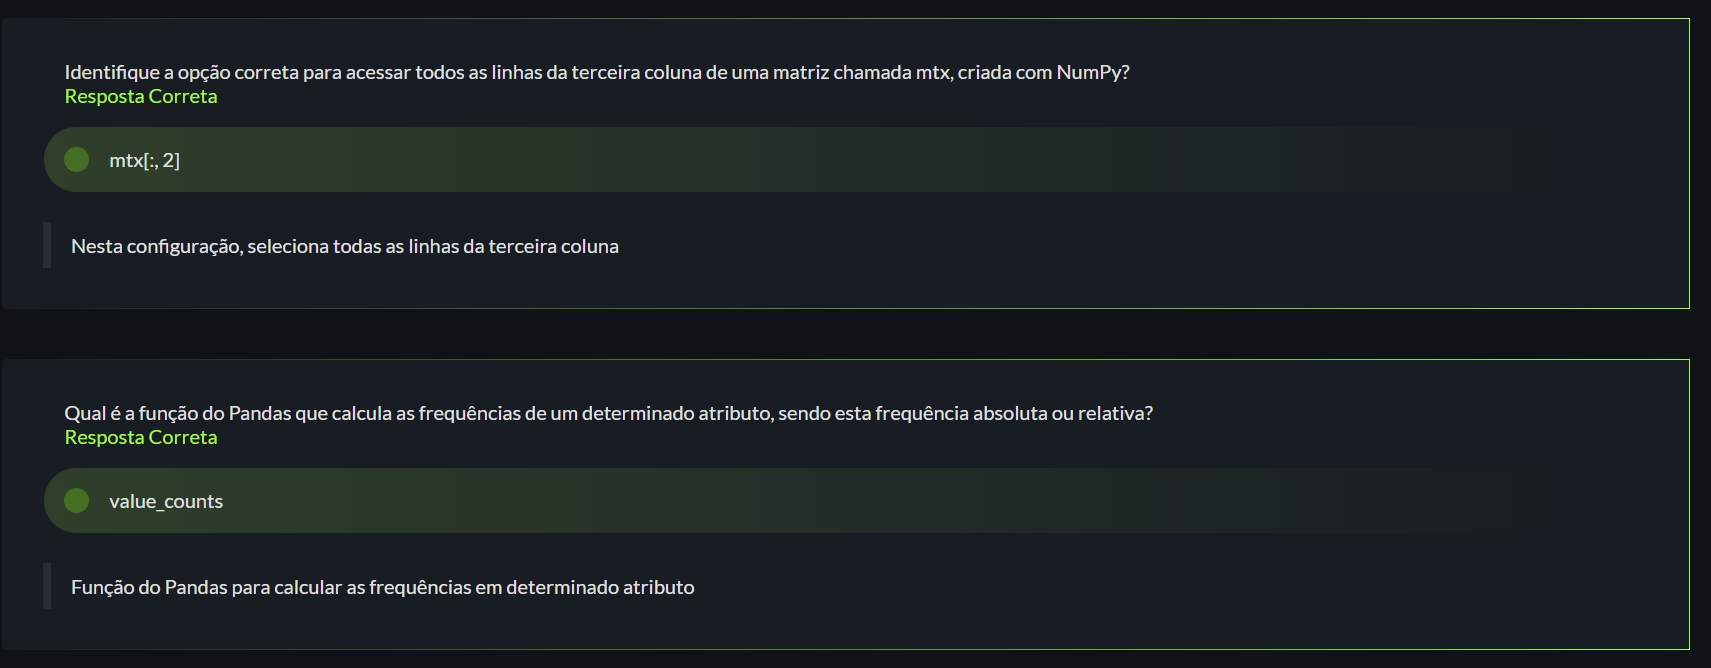 Identifique a opção correta para acessar todos as linhas da terceira coluna de uma matriz chamada mtx, criada com NumPy?
Resposta Correta
mtx[:, 2]
Nesta configuração, seleciona todas as linhas da terceira coluna
Qual é a função do Pandas que calcula as frequências de um determinado atributo, sendo esta frequência absoluta ou relativa?
Resposta Correta
value_counts
Função do Pandas para calcular as frequências em determinado atributo